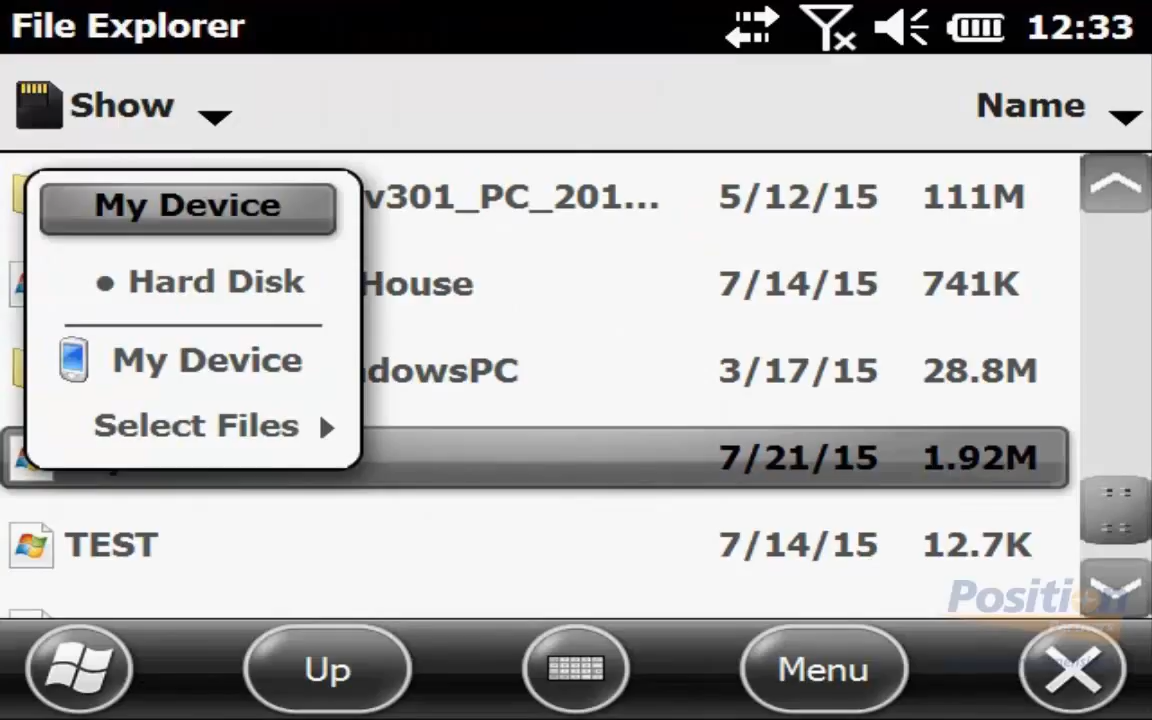 File Explorer 12:33
Show Name
My Device
v301_PC_201... 5/12/15 111M
Hard Disk
House 7/14/15 741K
My Device
dowsPC 3/17/15 28.8M
Select Files
7/21/15 1.92M
TEST 7/14/15 12.7K
Position
Partners
Up Menu